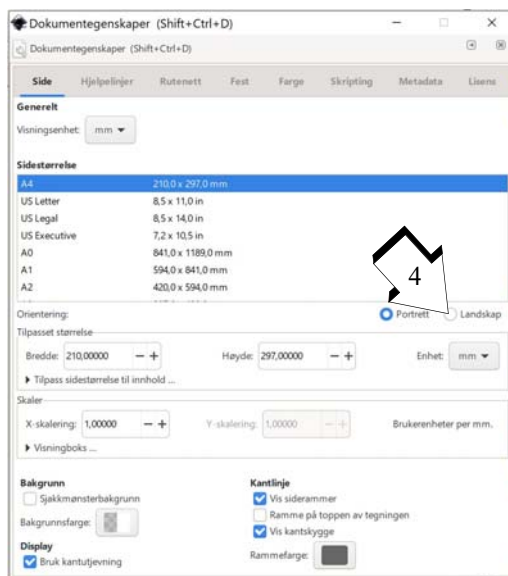 Dokumentegenskaper (Shift+Ctrl+D)
Dokumentegenskaper (Shift+Ctrl+D)
Side Hjelpelinjer Rutenett Fest Farge Skripting Metadata Lisens
Generelt
Visningsenhet: mm
Sidestørrelse
A4 210,0 x 297,0 mm
US Letter 8,5 x 11,0 in
US Legal 8,5 x 14,0 in
US Executive 7,2 x 10,5 in
A0 841,0 x 1189,0 mm
A1 594,0 x 841,0 mm
A2 420,0 x 594,0 mm
4
Orientering: Portrett Landskap
Tilpasset størrelse
Bredde: 210,00000 − + Høyde: 297,00000 − + Enhet: mm
Tilpass sidestørrelse til innhold ...
Skaler
X-skalering: 1,00000 − + Y-skalering: 1,00000 − + Brukerenheter per mm.
Visningboks ...
Bakgrunn Kantlinje
Sjakkmønsterbakgrunn Vis siderammer
Ramme på toppen av tegningen
Bakgrunnsfarge: Vis kantskygge
Display Rammefarge:
Bruk kantutjevning